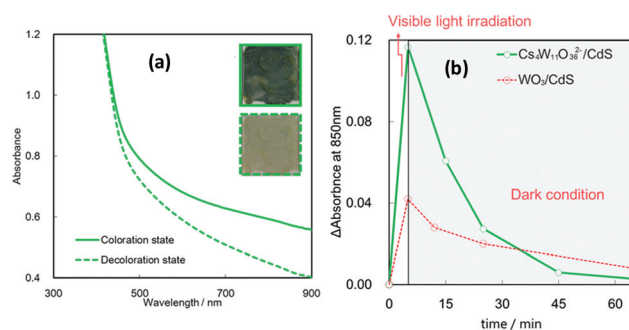 (a)
1.2
1.0
0.8
0.6
0.4
Absorbance
Coloration state
Decoloration state
300
500
700
900
Wavelength / nm
Visible light irradiation
(b)
0.12
0.08
0.04
0.00
ΔAbsorbnce at 850nm
Cs₄W₁₁O₃₆²⁻/CdS
WO₃/CdS
Dark condition
0
15
30
45
60
time / min